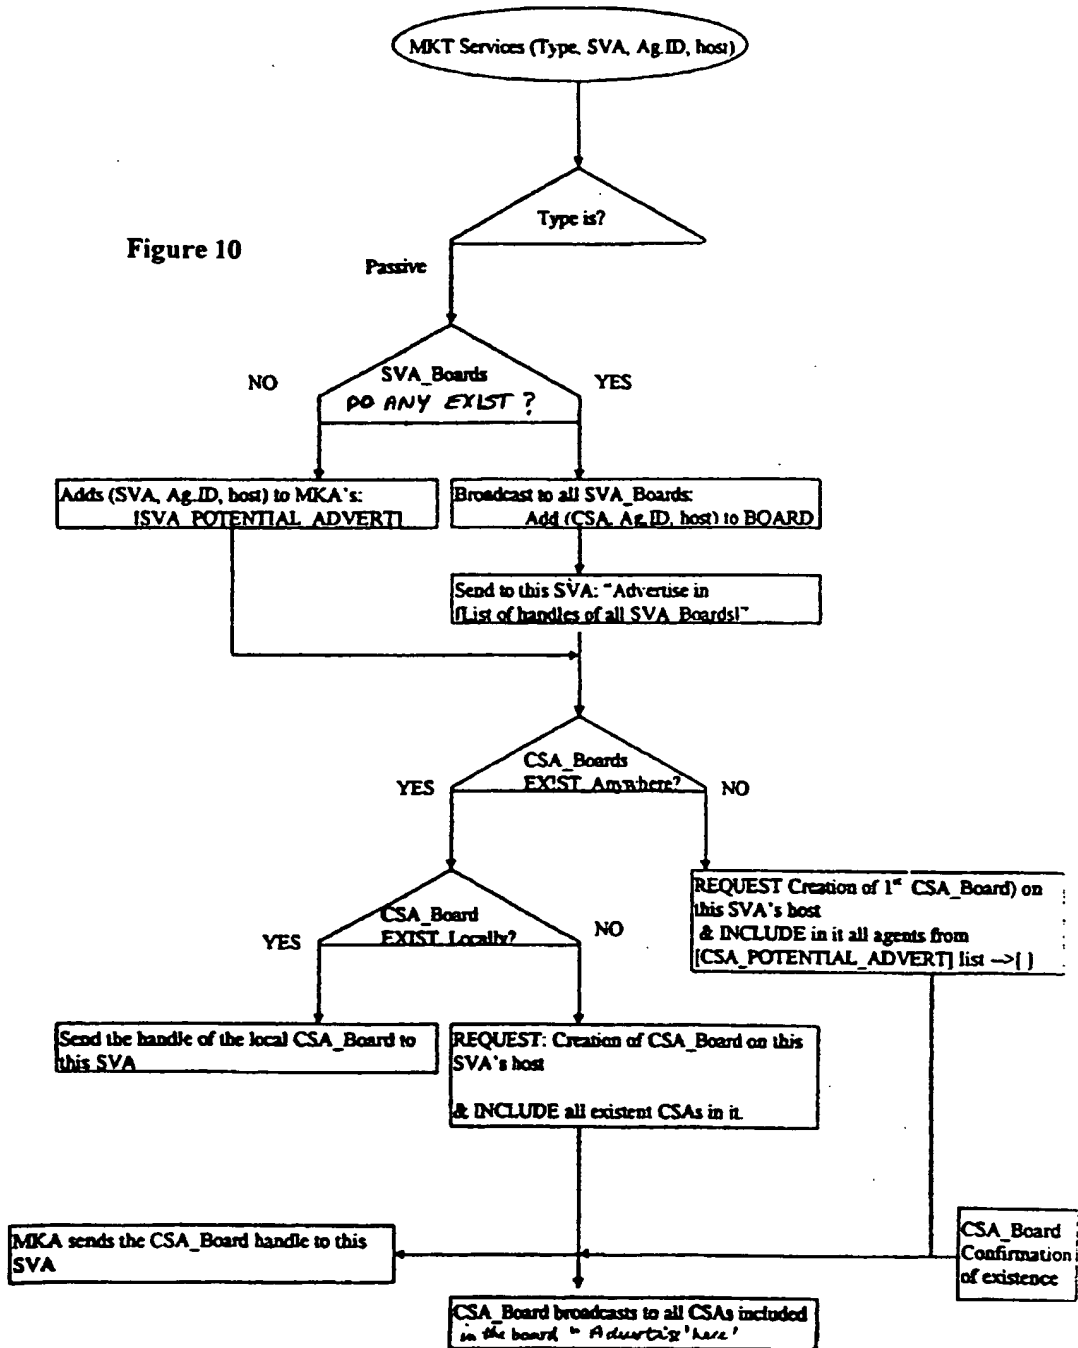 MKT Services (Type, SVA, Ag.ID, host)
Type is?
Figure 10
Passive
SVA_Boards
DO ANY EXIST ?
NO
YES
Adds (SVA, Ag.ID, host) to MKA's:
[SVA_POTENTIAL_ADVERT]
Broadcast to all SVA_Boards:
Add (CSA, Ag.ID, host) to BOARD
Send to this SVA: "Advertise in
[List of handles of all SVA_Boards]"
CSA_Boards
EXIST Anywhere?
YES
NO
CSA_Board
EXIST Locally?
YES
NO
REQUEST Creation of 1st CSA_Board) on
this SVA's host
& INCLUDE in it all agents from
[CSA_POTENTIAL_ADVERT] list -->[ ]
Send the handle of the local CSA_Board to
this SVA
REQUEST: Creation of CSA_Board on this
SVA's host
& INCLUDE all existent CSAs in it.
MKA sends the CSA_Board handle to this
SVA
CSA_Board
Confirmation
of existence
CSA_Board broadcasts to all CSAs included
in the board " Advertise 'here'